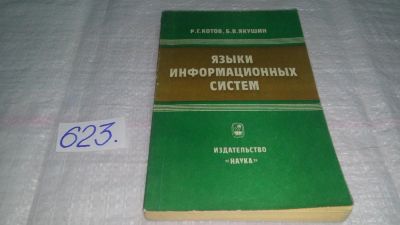 Р.Г.КОТОВ, Б.В.ЯКУШИН
ЯЗЫКИ
ИНФОРМАЦИОННЫХ
СИСТЕМ
ИЗДАТЕЛЬСТВО
"НАУКА"
623.